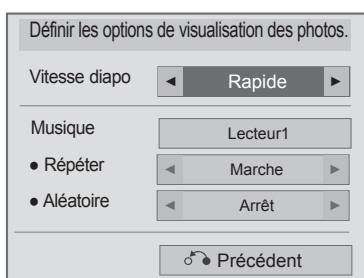 Définir les options de visualisation des photos.
Vitesse diapo ◄ Rapide ►
Musique Lecteur1
● Répéter ◄ Marche ►
● Aléatoire ◄ Arrêt ►
Précédent